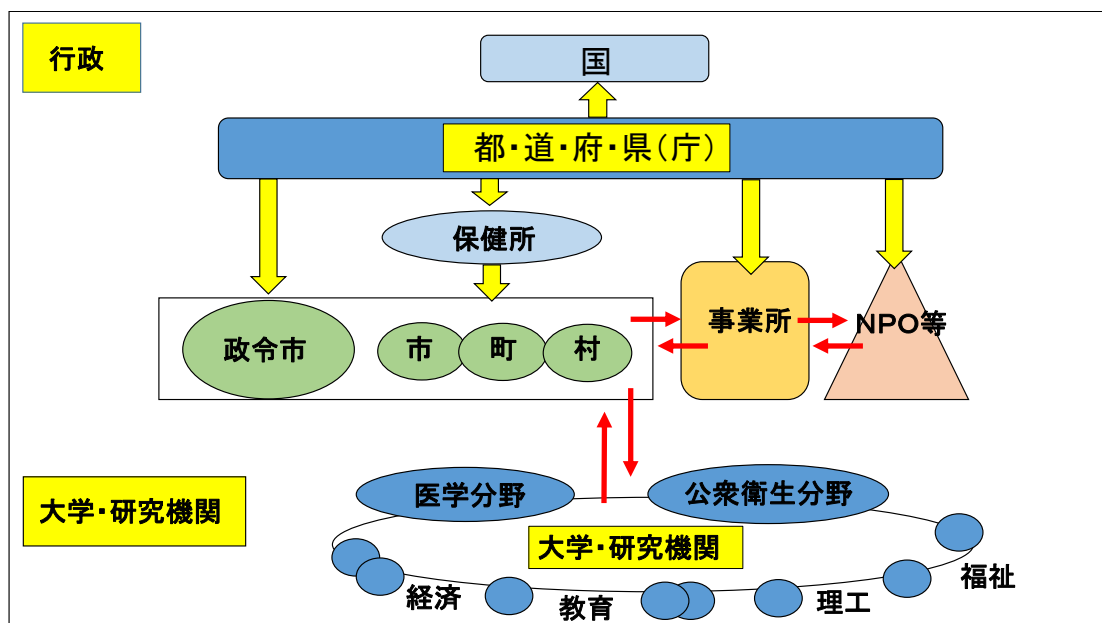 行政
国
都・道・府・県(庁)
保健所
政令市
市
町
村
事業所
NPO等
医学分野
公衆衛生分野
大学・研究機関
大学・研究機関
経済
教育
理工
福祉